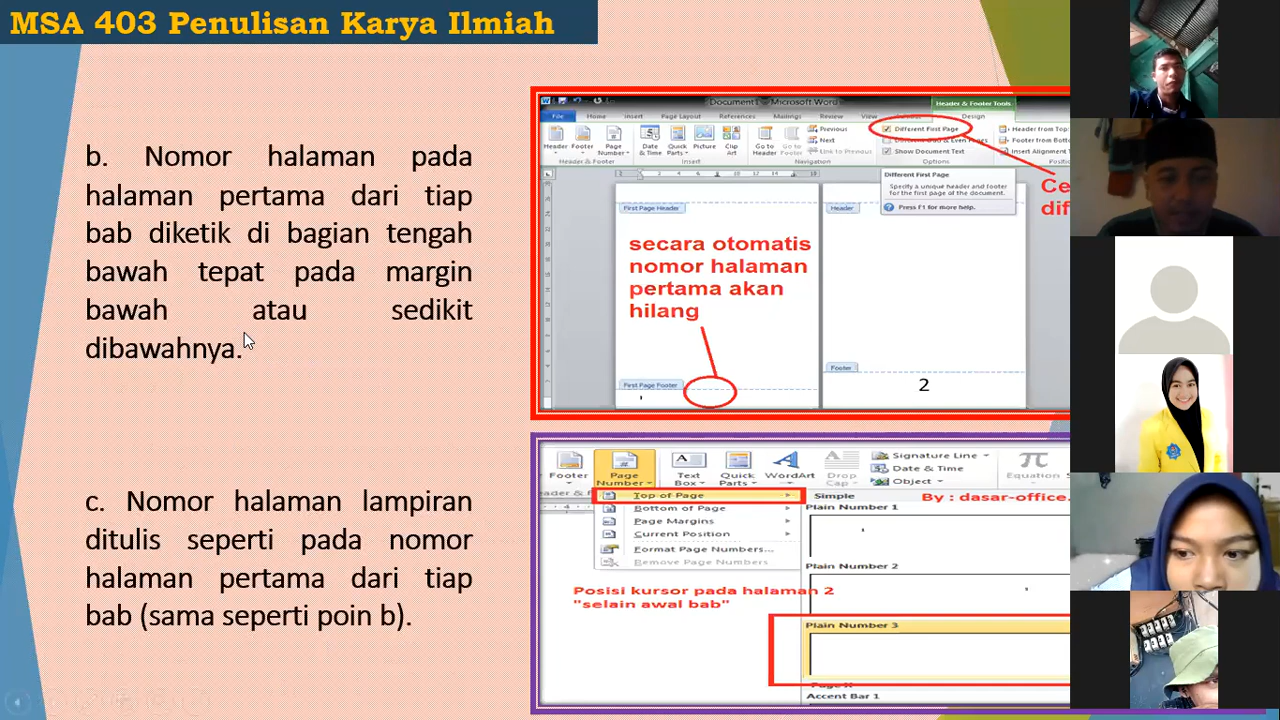 MSA 403 Penulisan Karya Ilmiah
b. Nomor halaman pada
halaman pertama dari tiap
bab diketik di bagian tengah
bawah tepat pada margin
bawah atau sedikit
dibawahnya.
c. Nomor halaman lampiran
ditulis seperti pada nomor
halaman pertama dari tiap
bab (sama seperti poin b).
Document1 - Microsoft Word
Header & Footer Tools
File Home Insert Page Layout References Mailings Review View Design
Header Footer Page Number
Date & Time Quick Parts Picture Clip Art
Go to Header Go to Footer
Previous
Next
Link to Previous
Different First Page
Different Odd & Even Pages
Show Document Text
Header from Top:
Footer from Bottom:
Insert Alignment
Header & Footer Insert Navigation Options
Different First Page
Specify a unique header and footer
for the first page of the document.
Press F1 for more help.
Ce
dif
First Page Header
Header
secara otomatis
nomor halaman
pertama akan
hilang
First Page Footer
Footer
2
Footer Page Number Text Box Quick Parts WordArt Drop Cap
Signature Line
Date & Time
Equation
Top of Page
Bottom of Page
Page Margins
Current Position
Format Page Numbers...
Remove Page Numbers
Simple
By : dasar-office.
Plain Number 1
Plain Number 2
Posisi kursor pada halaman 2
"selain awal bab"
Plain Number 3
Page X
Accent Bar 1